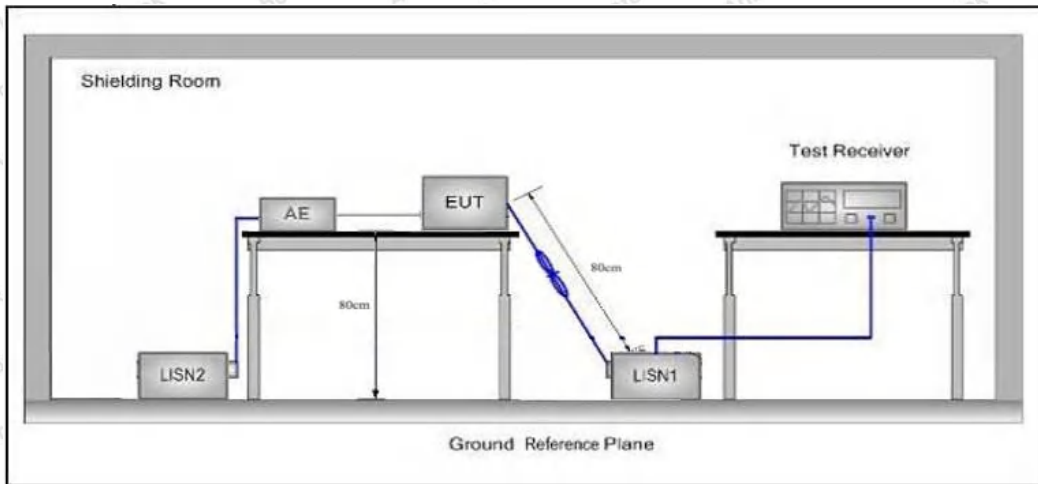 Shielding Room
Test Receiver
AE
EUT
80cm
80cm
LISN2
LISN1
Ground Reference Plane